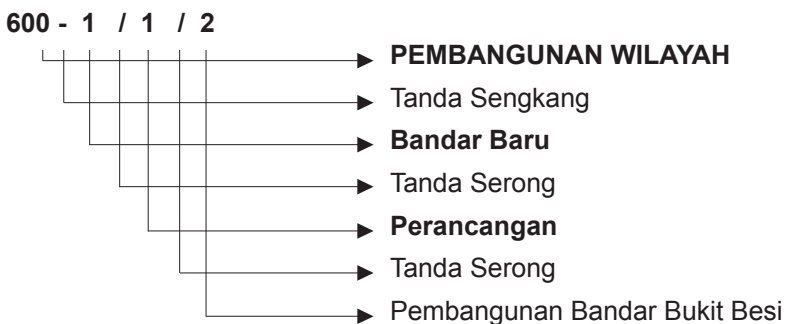 600 - 1 / 1 / 2
PEMBANGUNAN WILAYAH
Tanda Sengkang
Bandar Baru
Tanda Serong
Perancangan
Tanda Serong
Pembangunan Bandar Bukit Besi